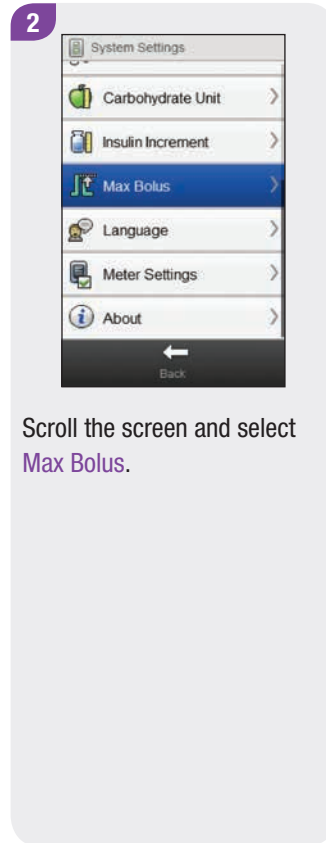 2
System Settings
Carbohydrate Unit
Insulin Increment
Max Bolus
Language
Meter Settings
About
Back
Scroll the screen and select
Max Bolus.